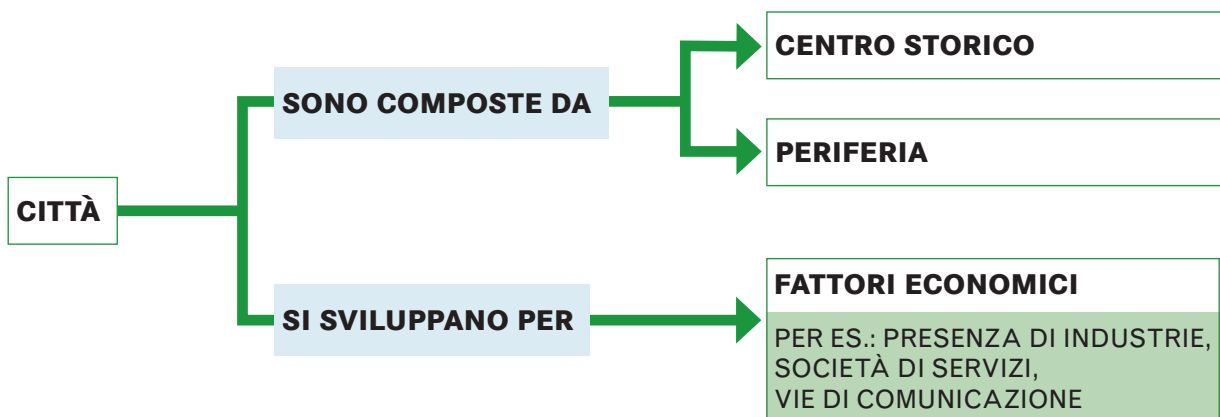 CITTÀ
SONO COMPOSTE DA
CENTRO STORICO
PERIFERIA
SI SVILUPPANO PER
FATTORI ECONOMICI
PER ES.: PRESENZA DI INDUSTRIE,
SOCIETÀ DI SERVIZI,
VIE DI COMUNICAZIONE